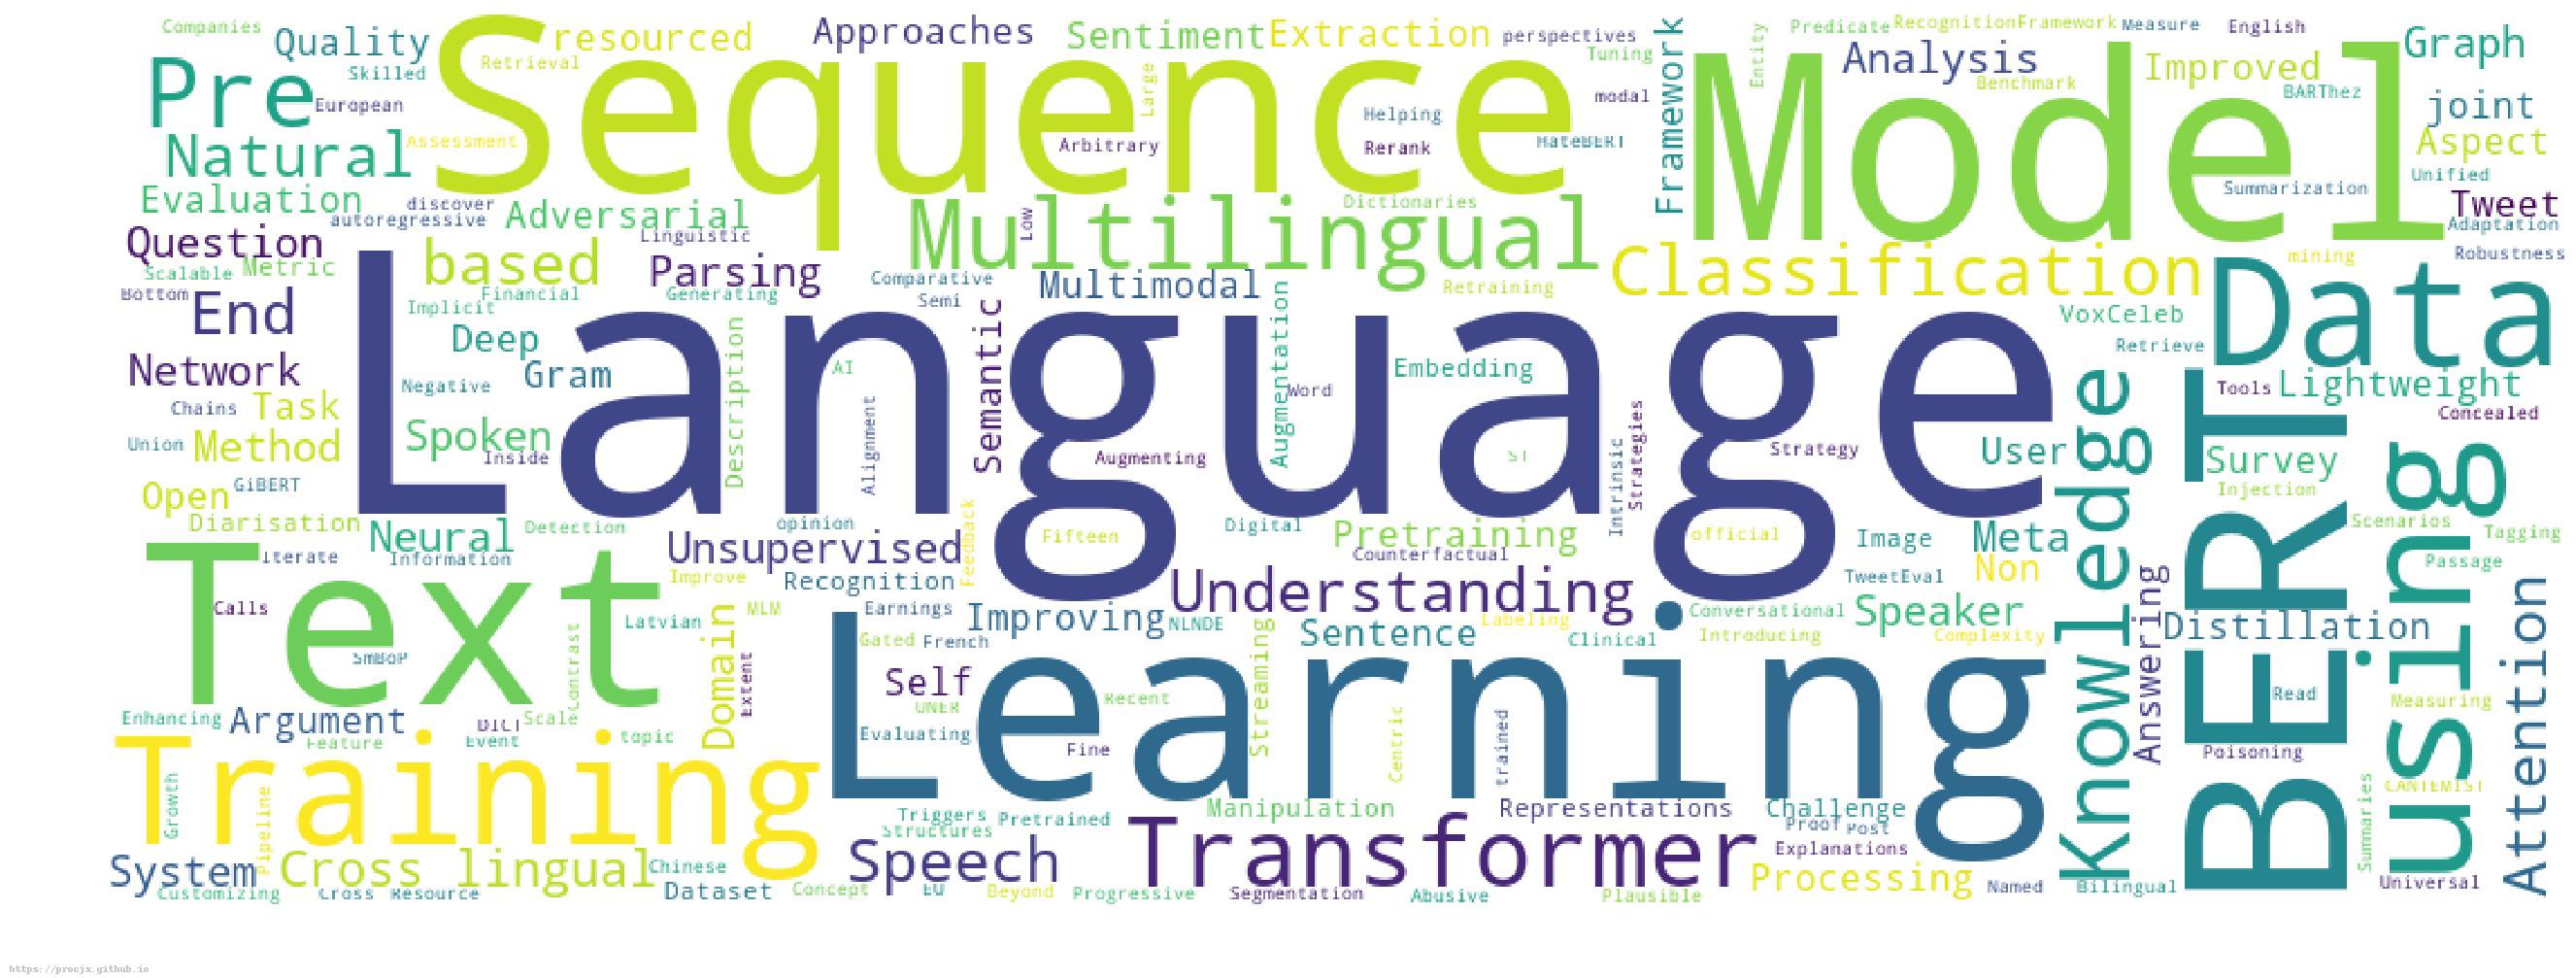 Companies Quality resourced Approaches Sentiment Extraction perspectives Framework Predicate RecognitionFramework Measure English Graph
Skilled Retrieval Sequence Large Tuning Entity Analysis Improved
Pre European Helping modal Model Benchmark BARThez joint
Natural Assessment Arbitrary Rerank HateBERT Aspect
Evaluation discover autoregressive Adversarial Multilingual Low Dictionaries Summarization Unified Tweet
Question Linguistic Adaptation
Scalable Metric based Parsing Comparative Multimodal Retraining Classification mining Robustness
Bottom End Implicit Financial Generating Semi Semantic Augmentation VoxCeleb Data
Network Deep Gram Description AI Language Embedding Word Retrieve
Chains Task Negative Alignment Knowledge BERT Tools Lightweight
Union Method Spoken Inside Augmenting ST Intrinsic Strategies Strategy User Survey using Concealed
Open GiBERT Injection
Diarisation Neural Detection opinion Feedback Fifteen Digital Pretraining official Image Meta Scenarios Tagging
Iterate Information Unsupervised Counterfactual Passage
Text Improve Recognition Understanding TweetEval Non
Calls Latvian Domain MLM Earnings Improving NLNDE Labeling Conversational Speaker Answering Attention
SmBoP Contrast Extent Gated French Streaming Sentence Clinical Introducing Complexity Distillation
Self Learning Recent Read
Enhancing Argument DICT Scale UNER Measuring
Feature Event topic Evaluating Fine Centric trained Poisoning
Training
Growth Pipeline Triggers Structures Pretrained Manipulation Representations Challenge CANTEMIST Summaries
System Cross lingual Chinese Speech Transformer Proof Post Explanations
Customizing Cross Resource Dataset Concept EU Beyond Progressive Segmentation Abusive Plausible Processing Named Bilingual Universal
https://procjx.github.io